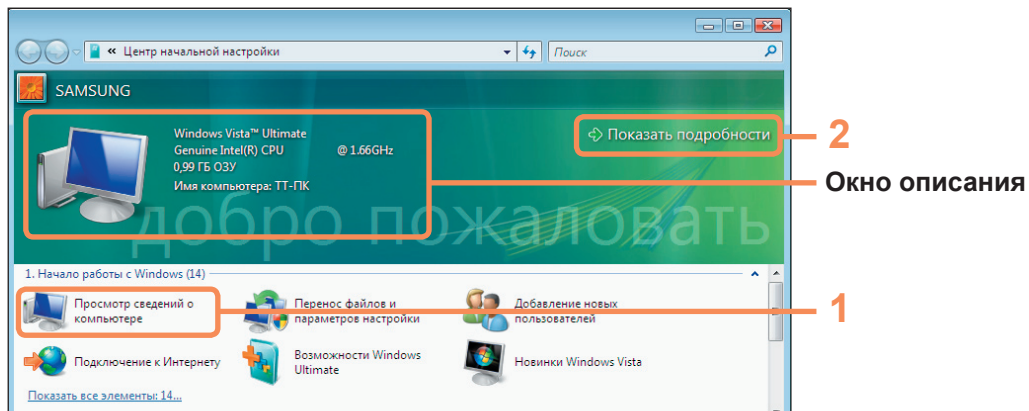 « Центр начальной настройки
Поиск
SAMSUNG
Windows Vista™ Ultimate
Genuine Intel(R) CPU @ 1.66GHz
0,99 ГБ ОЗУ
Имя компьютера: ТТ-ПК
Показать подробности
2
Окно описания
добро пожаловать
1. Начало работы с Windows (14)
Просмотр сведений о
компьютере
Перенос файлов и
параметров настройки
Добавление новых
пользователей
1
Подключение к Интернету
Возможности Windows
Ultimate
Новинки Windows Vista
Показать все элементы: 14...